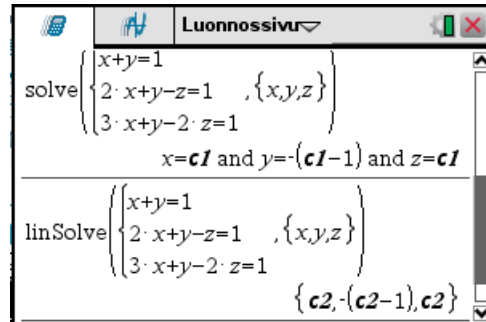 Luonnossivu
solve({x+y=1
2·x+y−z=1 ,{x,y,z})
3·x+y−2·z=1
x=c1 and y=-(c1−1) and z=c1
linSolve({x+y=1
2·x+y−z=1 ,{x,y,z})
3·x+y−2·z=1
{c2,-(c2−1),c2}